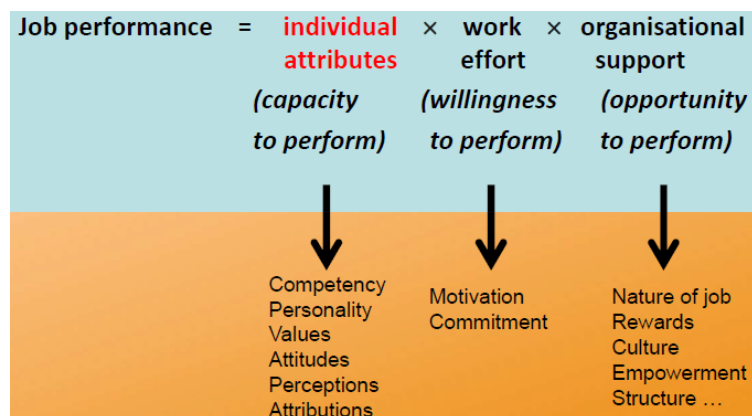 Job performance = individual × work × organisational
attributes effort support
(capacity (willingness (opportunity
to perform) to perform) to perform)
Competency
Personality
Values
Attitudes
Perceptions
Attributions
Motivation
Commitment
Nature of job
Rewards
Culture
Empowerment
Structure ...